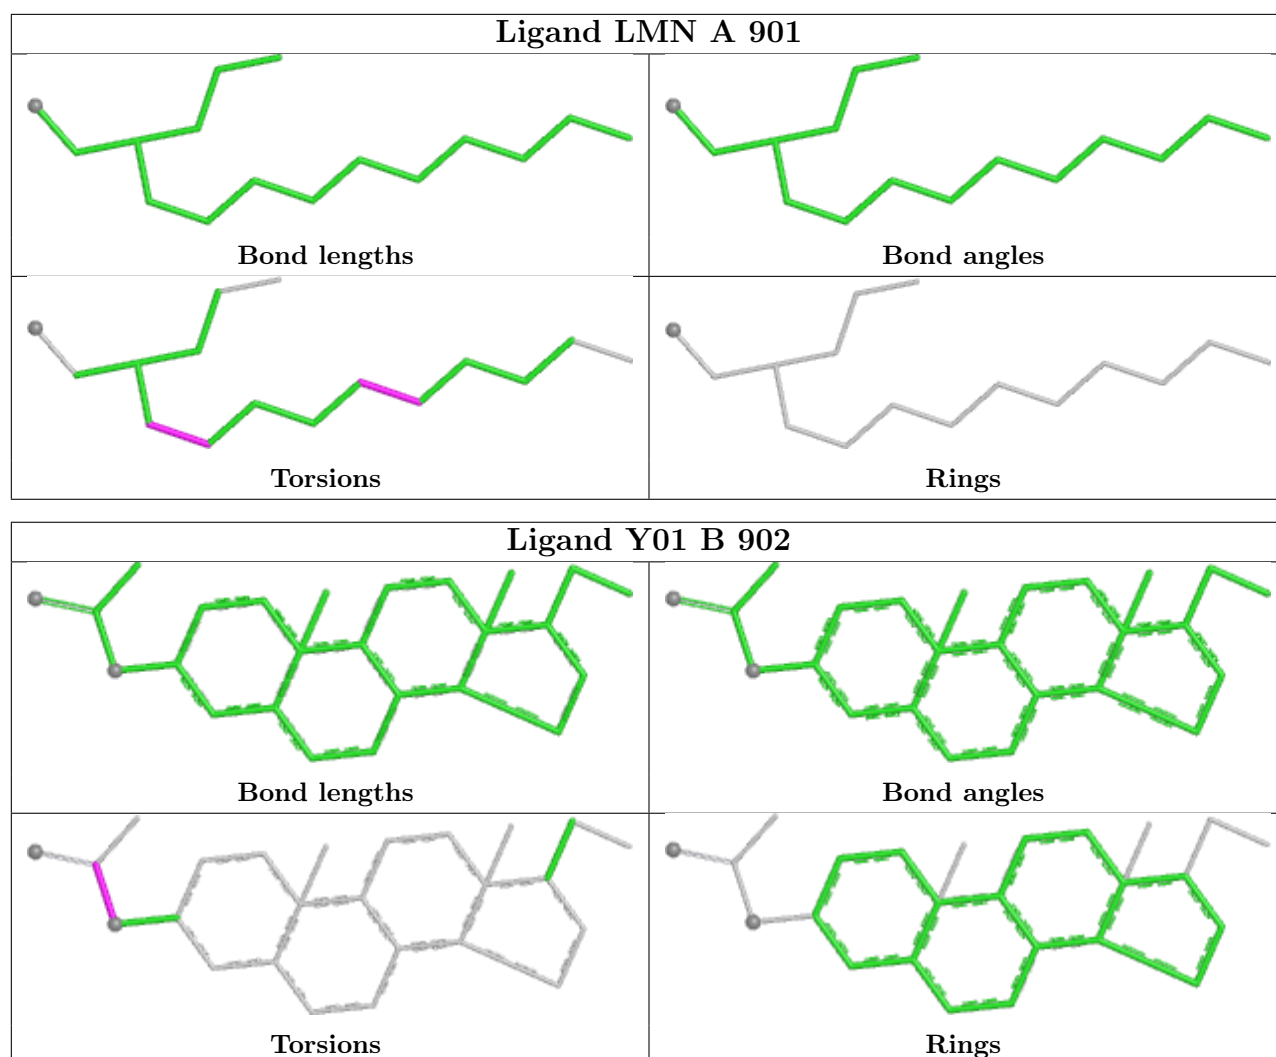 Ligand LMN A 901
Bond lengths
Bond angles
Torsions
Rings
Ligand Y01 B 902
Bond lengths
Bond angles
Torsions
Rings